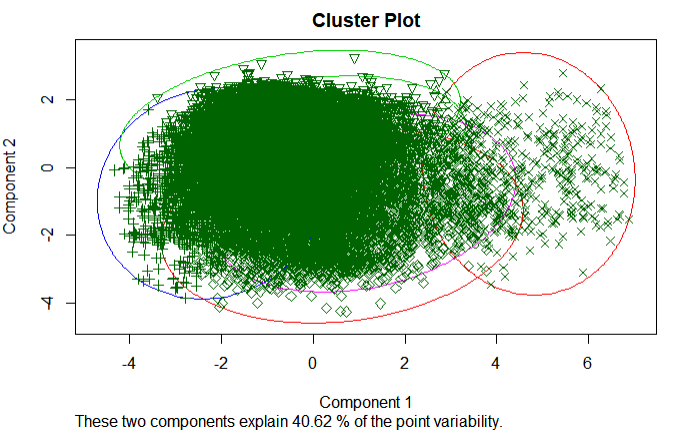 Cluster Plot
Component 2
2
0
-2
-4
-4
-2
0
2
4
6
Component 1
These two components explain 40.62 % of the point variability.